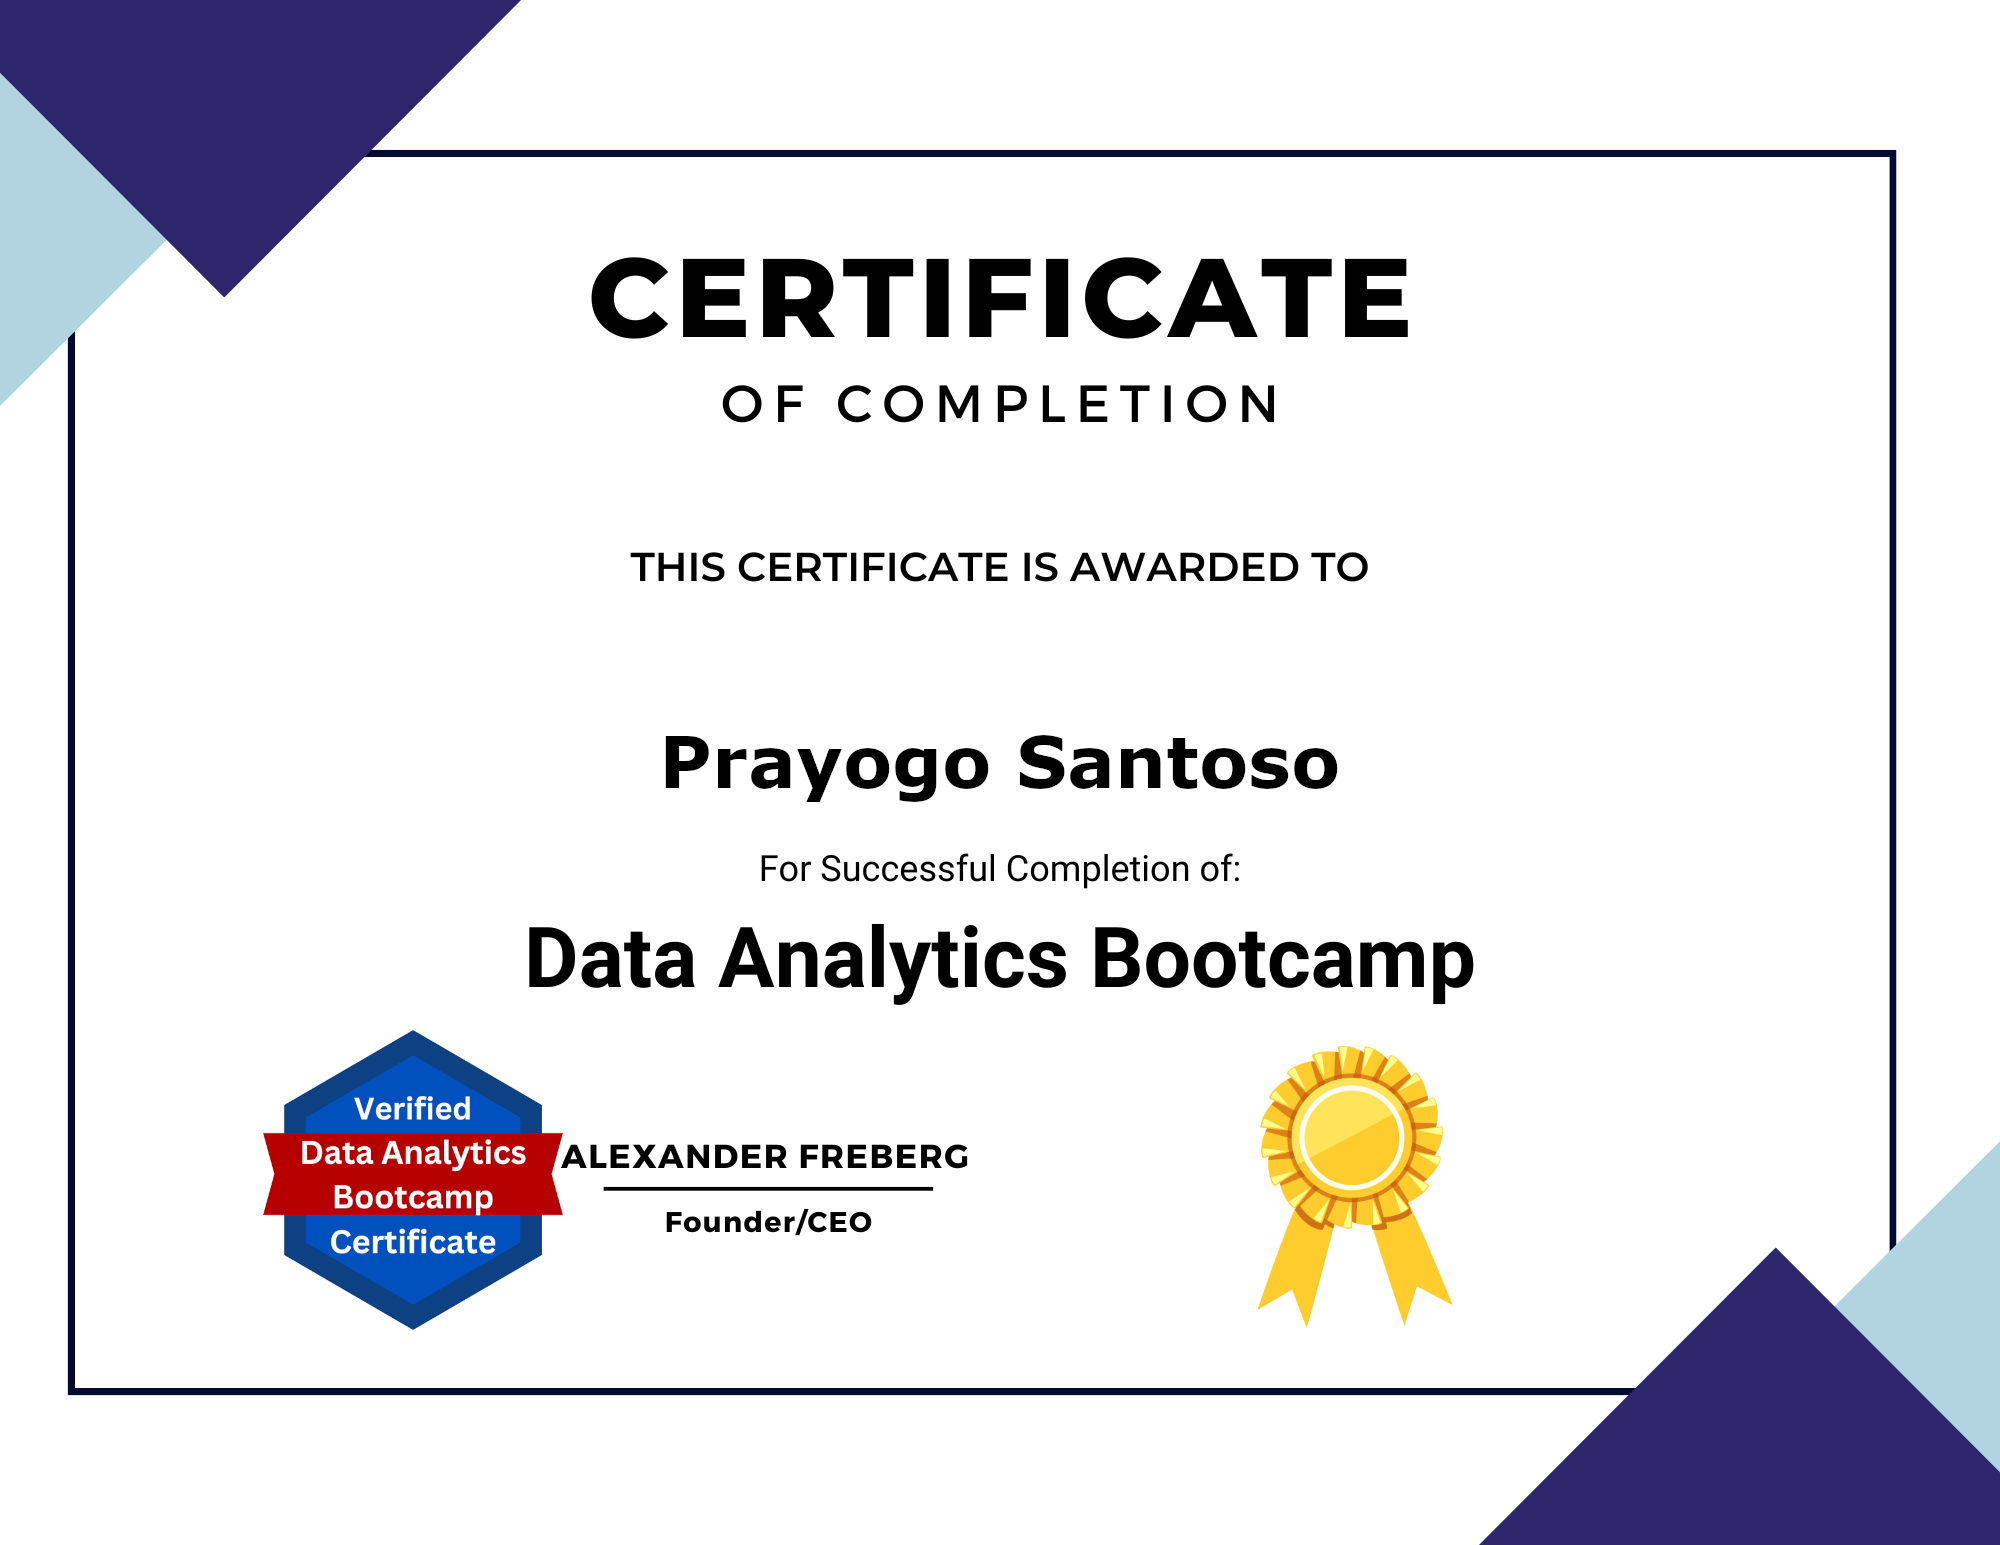 CERTIFICATE
OF COMPLETION
THIS CERTIFICATE IS AWARDED TO
Prayogo Santoso
For Successful Completion of:
Data Analytics Bootcamp
Verified
Data Analytics
Bootcamp
Certificate
ALEXANDER FREBERG
Founder/CEO